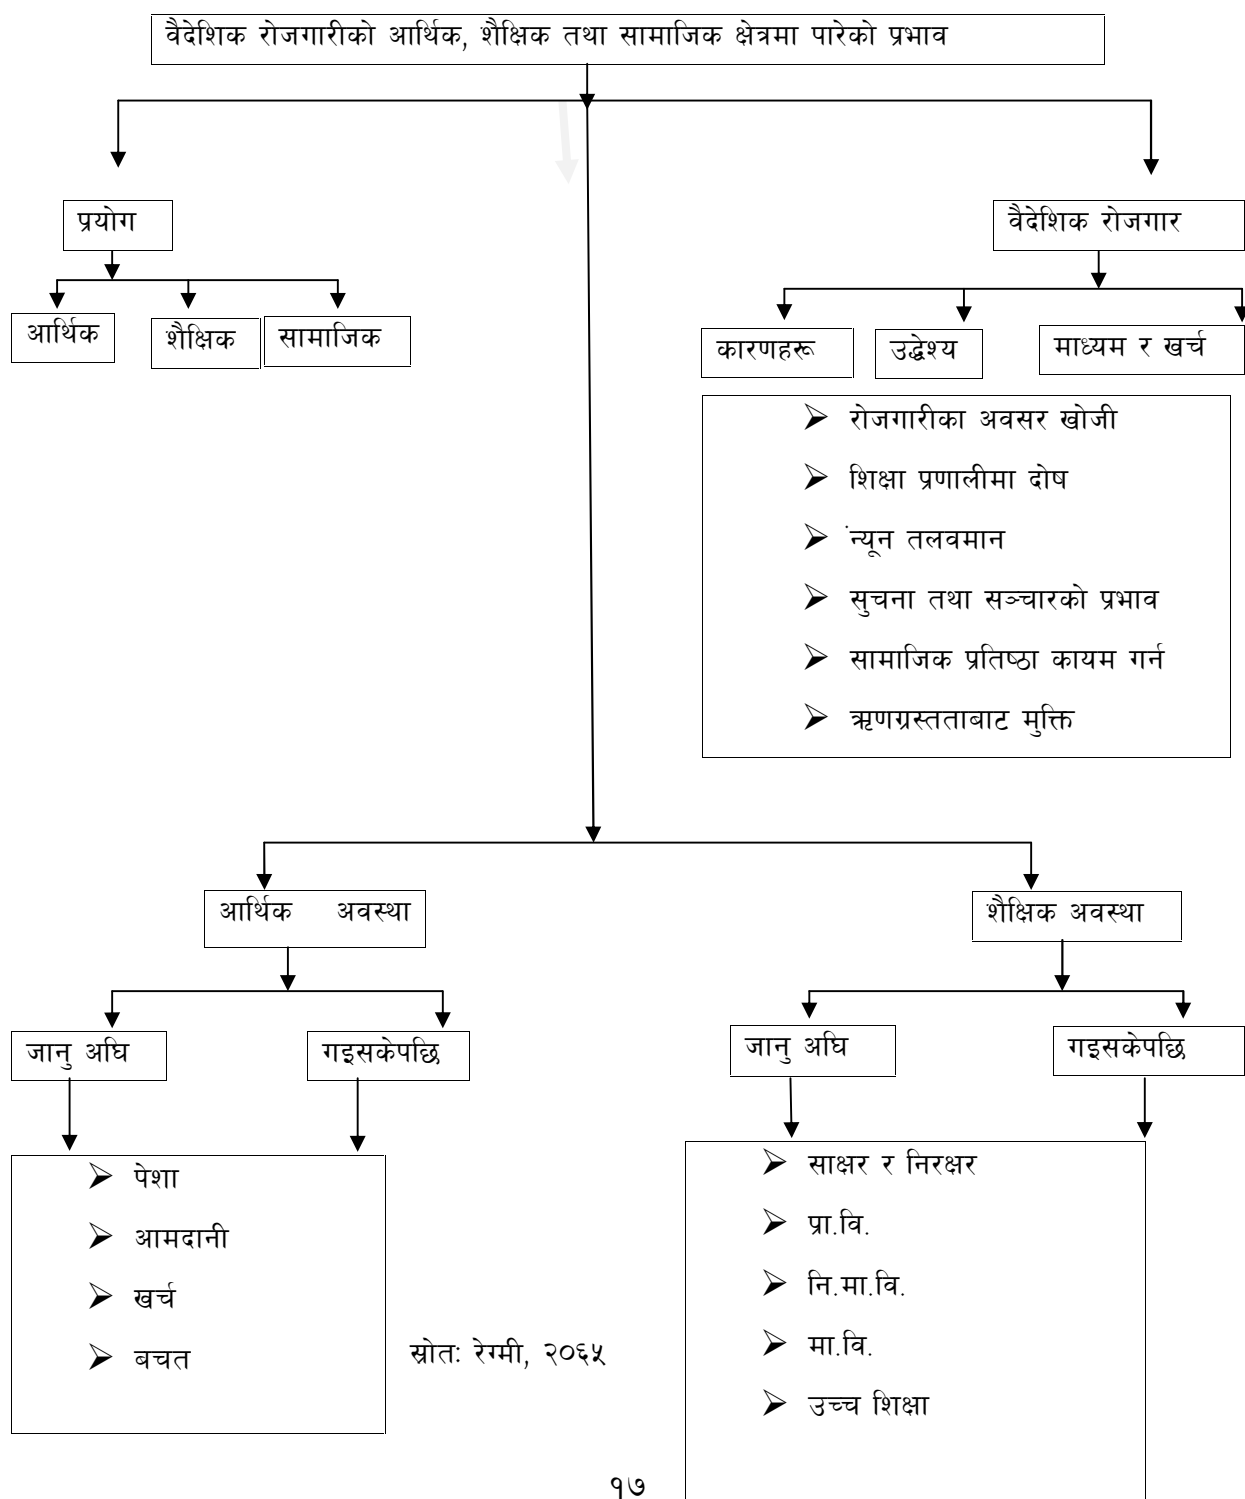 वैदेशिक रोजगारीको आर्थिक, शैक्षिक तथा सामाजिक क्षेत्रमा पारेको प्रभाव
प्रयोग
वैदेशिक रोजगार
आर्थिक
शैक्षिक
सामाजिक
कारणहरू
उद्धेश्य
माध्यम र खर्च
रोजगारीका अवसर खोजी
शिक्षा प्रणालीमा दोष
न्यून तलवमान
सुचना तथा सञ्चारको प्रभाव
सामाजिक प्रतिष्ठा कायम गर्न
ऋणग्रस्तताबाट मुक्ति
आर्थिक अवस्था
शैक्षिक अवस्था
जानु अघि
गइसकेपछि
जानु अघि
गइसकेपछि
पेशा
आमदानी
खर्च
बचत
साक्षर र निरक्षर
प्रा.वि.
नि.मा.वि.
मा.वि.
उच्च शिक्षा
स्रोतः रेग्मी, २०६५
१७